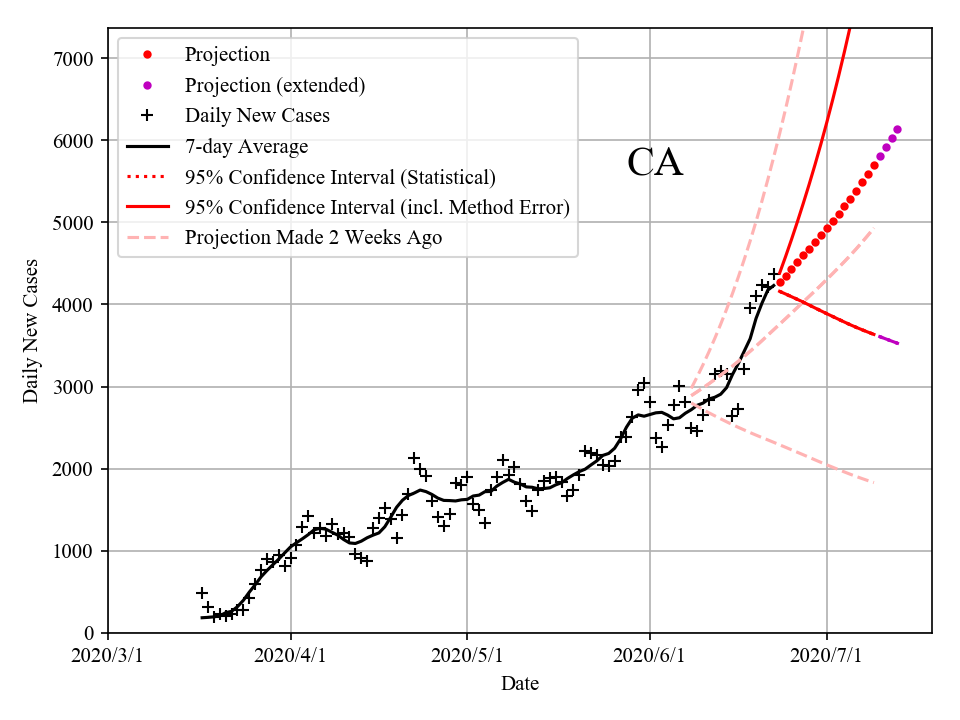 7000
6000
5000
4000
3000
2000
1000
0
Daily New Cases
Projection
Projection (extended)
Daily New Cases
7-day Average
95% Confidence Interval (Statistical)
95% Confidence Interval (incl. Method Error)
Projection Made 2 Weeks Ago
CA
2020/3/1 2020/4/1 2020/5/1 2020/6/1 2020/7/1
Date